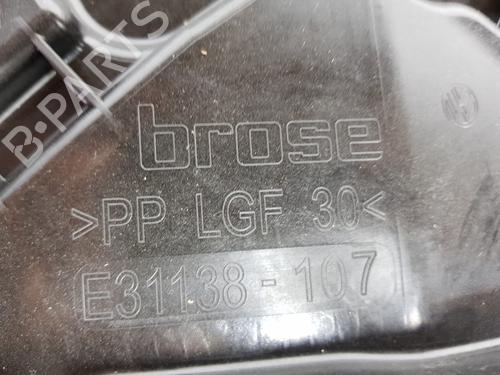 B-PARTS
brose
>PP LGF 30<
E31138-107